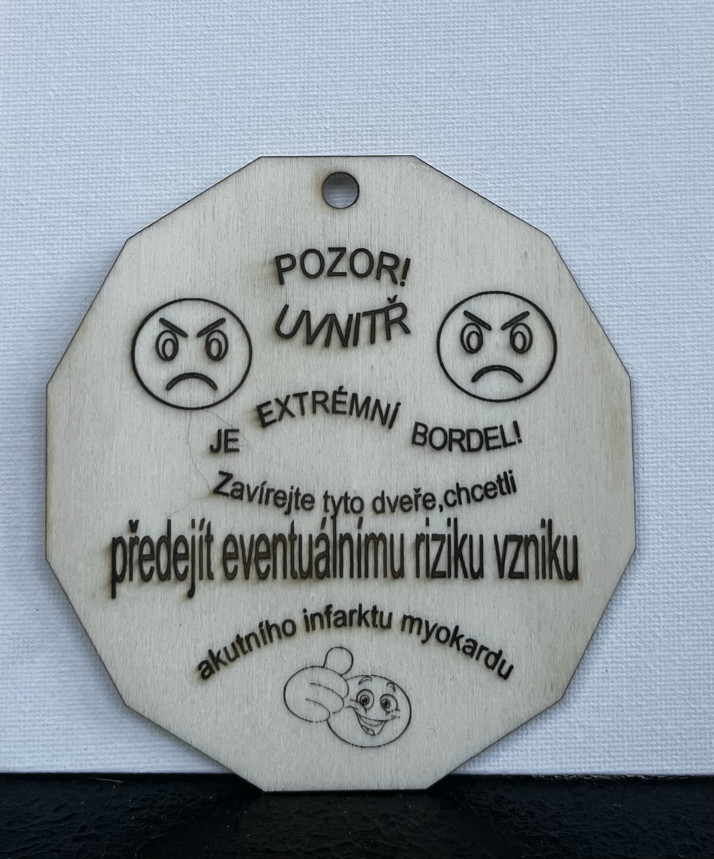 POZOR!
UVNITŘ
JE EXTRÉMNÍ BORDEL!
Zavírejte tyto dveře,chcetli
předejít eventuálnímu riziku vzniku
akutního infarktu myokardu